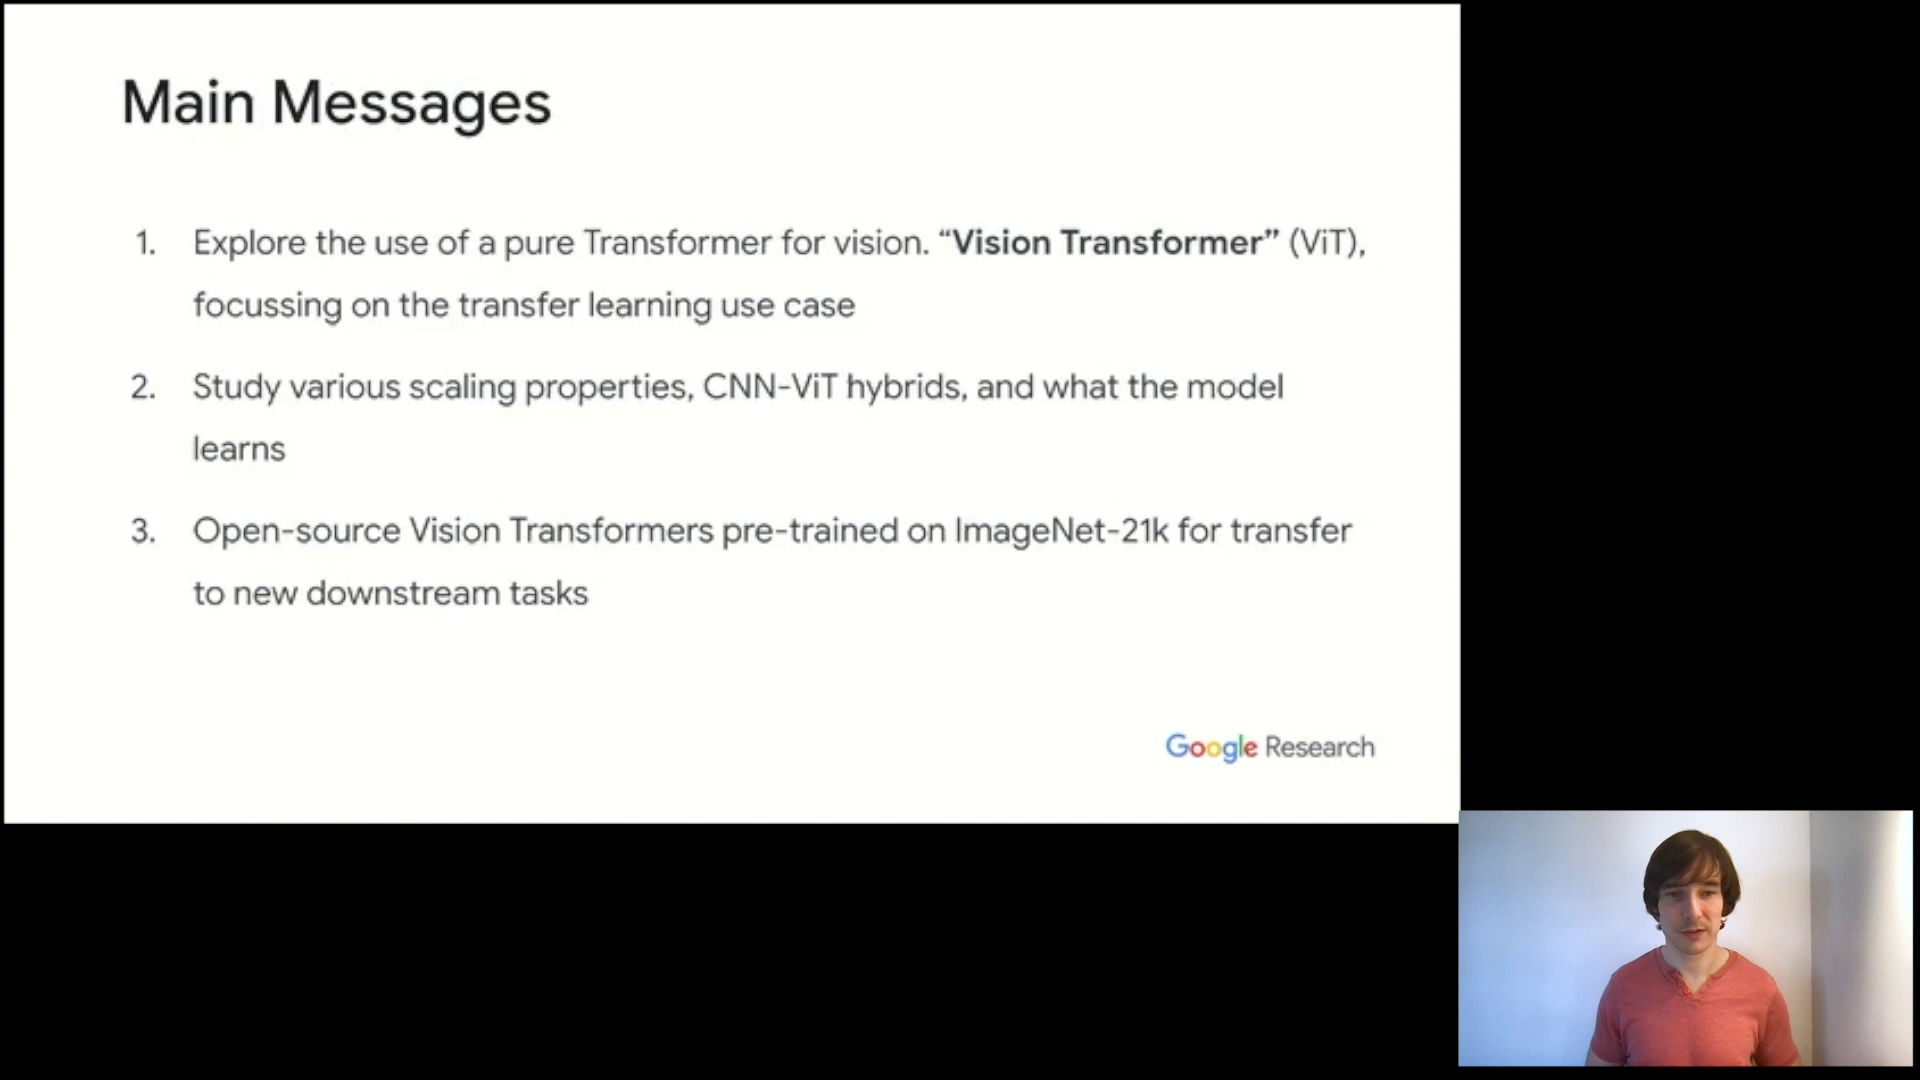 Main Messages
1. Explore the use of a pure Transformer for vision. “Vision Transformer” (ViT),
focussing on the transfer learning use case
2. Study various scaling properties, CNN-ViT hybrids, and what the model
learns
3. Open-source Vision Transformers pre-trained on ImageNet-21k for transfer
to new downstream tasks
Google Research